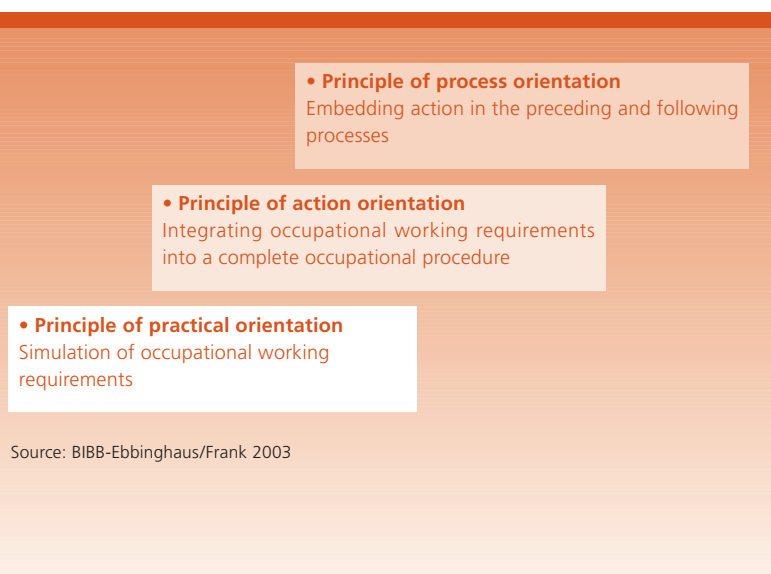 • Principle of process orientation
Embedding action in the preceding and following
processes
• Principle of action orientation
Integrating occupational working requirements
into a complete occupational procedure
• Principle of practical orientation
Simulation of occupational working
requirements
Source: BIBB-Ebbinghaus/Frank 2003